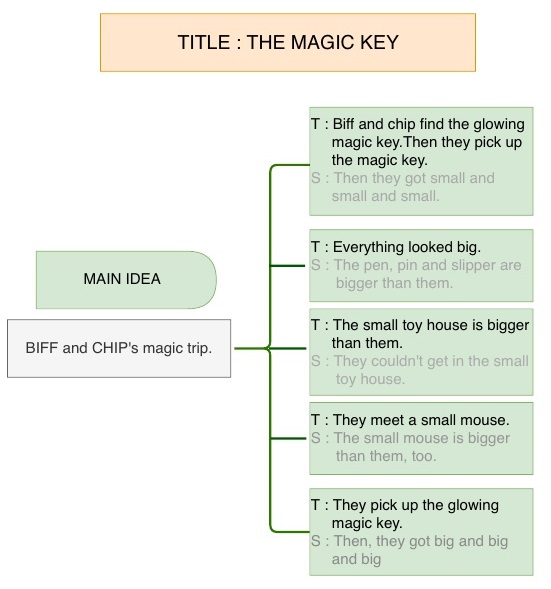 TITLE : THE MAGIC KEY
T : Biff and chip find the glowing
magic key.Then they pick up
the magic key.
S : Then they got small and
small and small.
T : Everything looked big.
S : The pen, pin and slipper are
bigger than them.
MAIN IDEA
T : The small toy house is bigger
than them.
S : They couldn't get in the small
toy house.
BIFF and CHIP's magic trip.
T : They meet a small mouse.
S : The small mouse is bigger
than them, too.
T : They pick up the glowing
magic key.
S : Then, they got big and big
and big